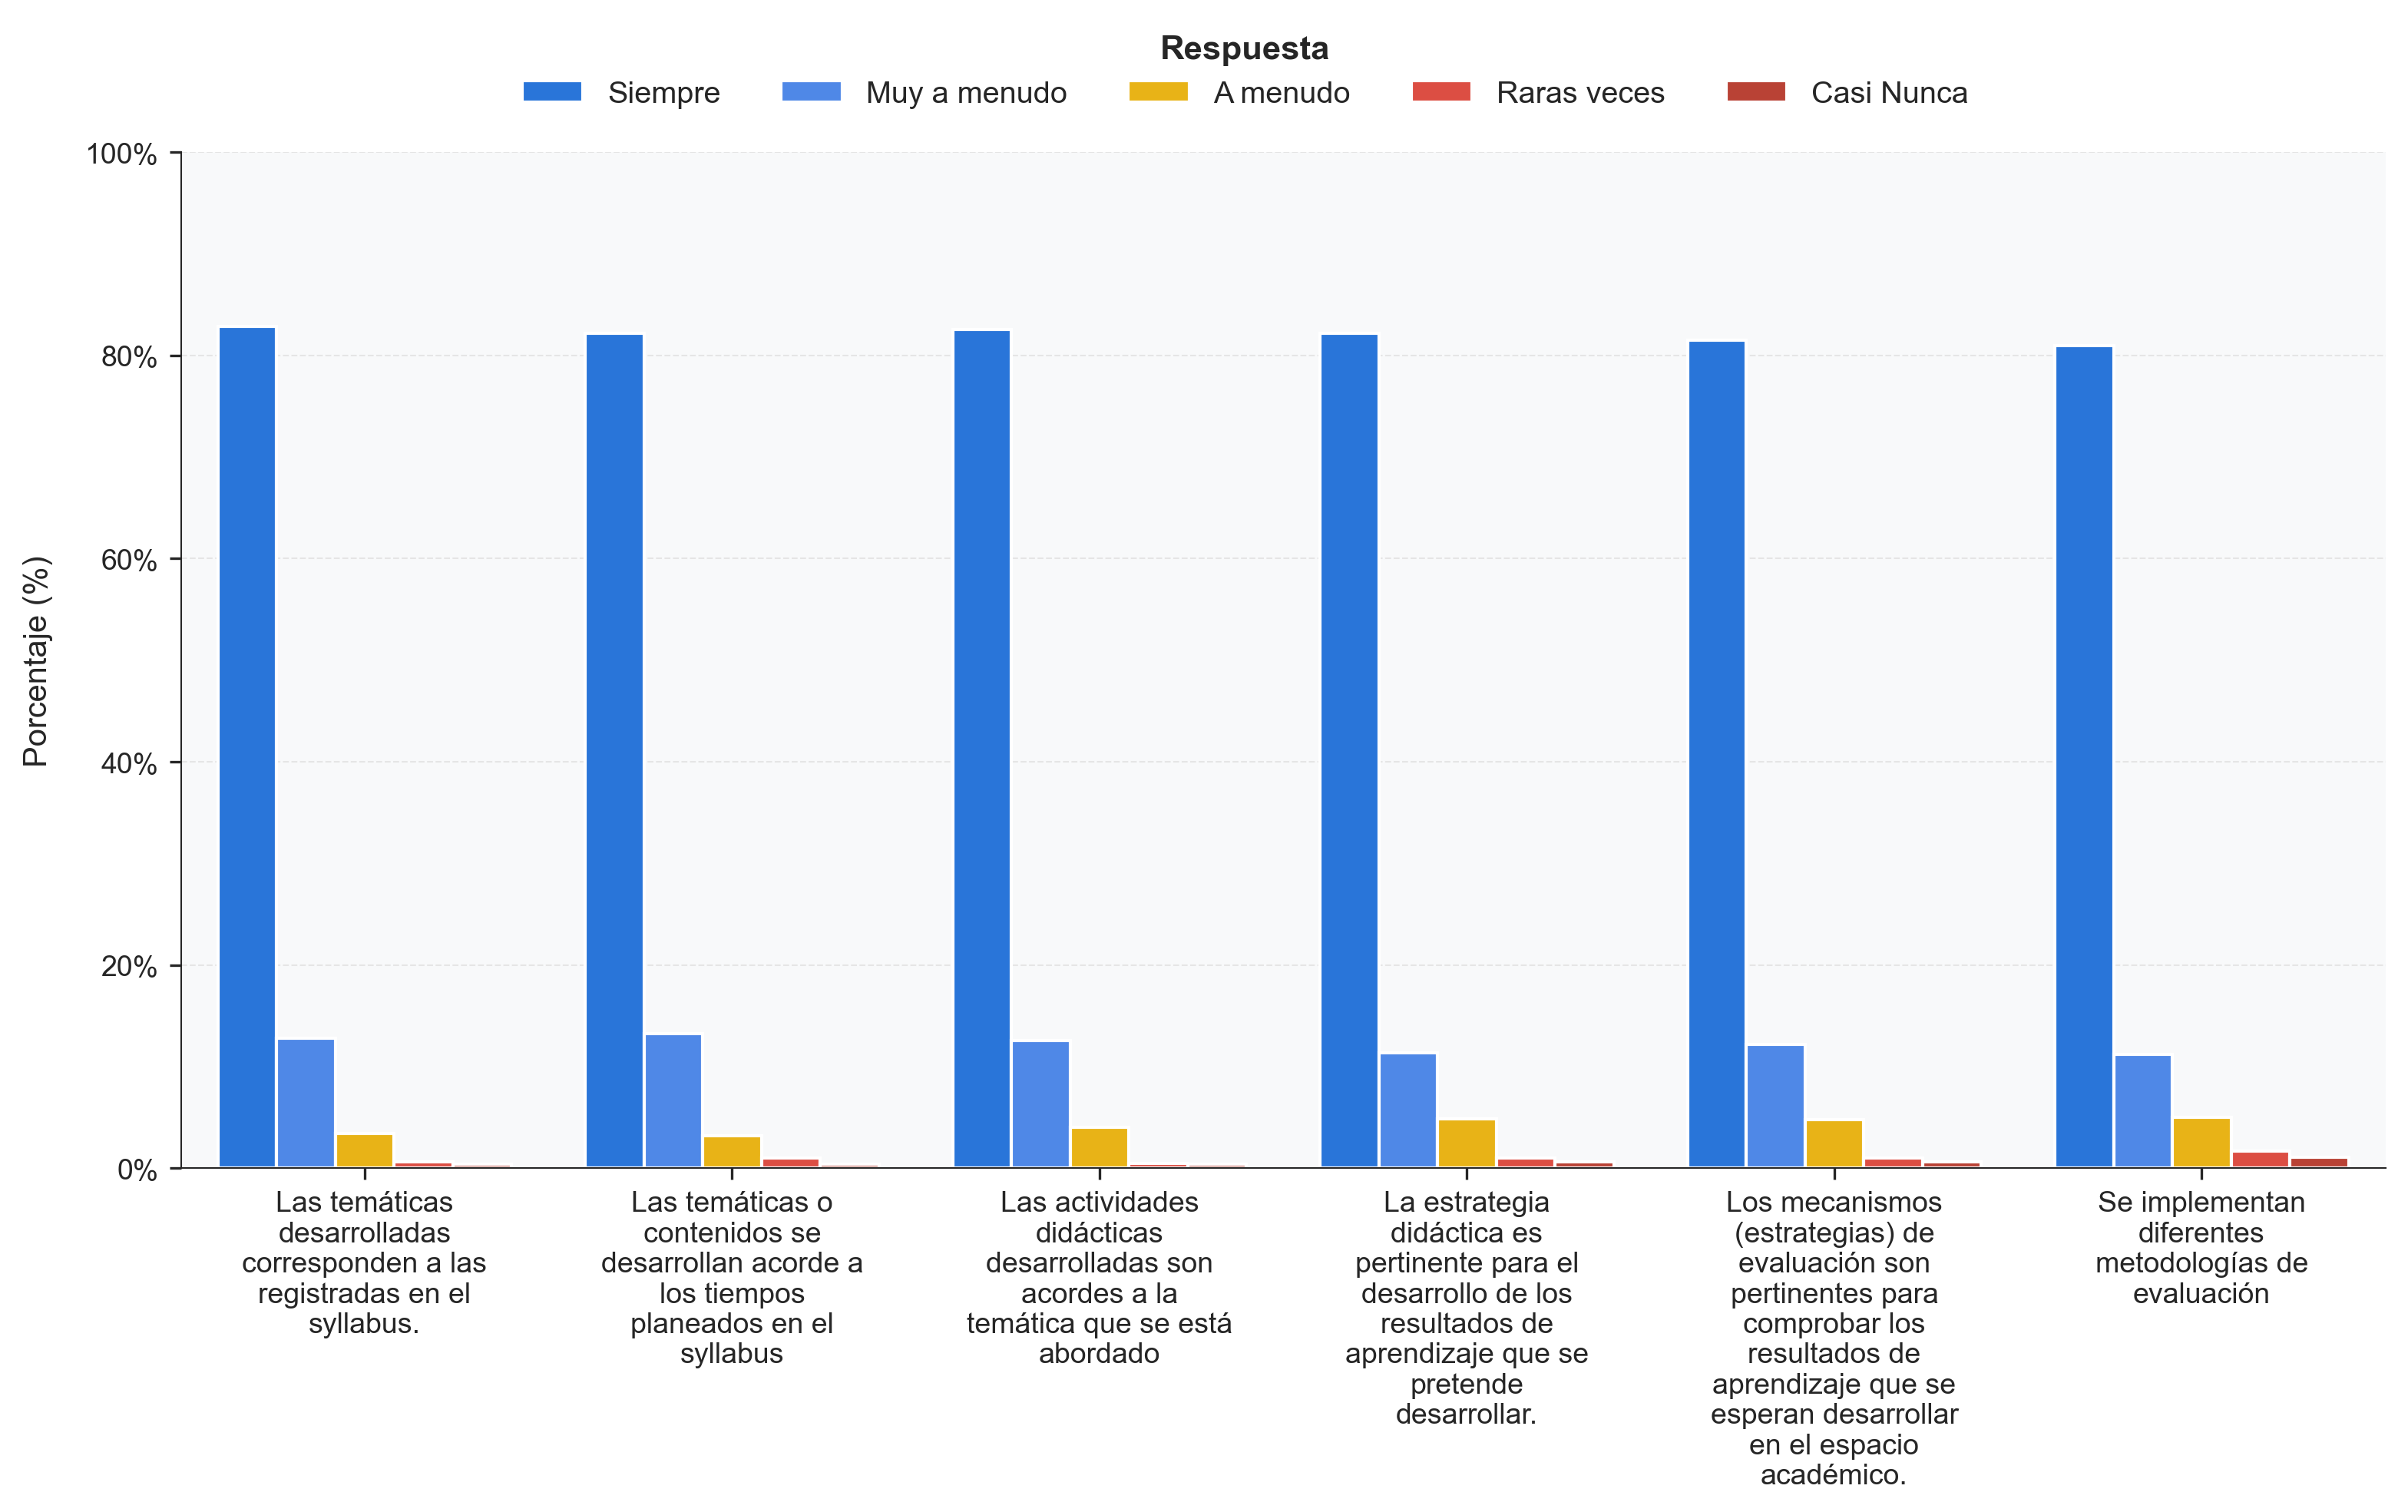 Respuesta
Siempre
Muy a menudo
A menudo
Raras veces
Casi Nunca
Porcentaje (%)
100%
80%
60%
40%
20%
0%
Las temáticas
desarrolladas
corresponden a las
registradas en el
syllabus.
Las temáticas o
contenidos se
desarrollan acorde a
los tiempos
planeados en el
syllabus
Las actividades
didácticas
desarrolladas son
acordes a la
temática que se está
abordado
La estrategia
didáctica es
pertinente para el
desarrollo de los
resultados de
aprendizaje que se
pretende
desarrollar.
Los mecanismos
(estrategias) de
evaluación son
pertinentes para
comprobar los
resultados de
aprendizaje que se
esperan desarrollar
en el espacio
académico.
Se implementan
diferentes
metodologías de
evaluación